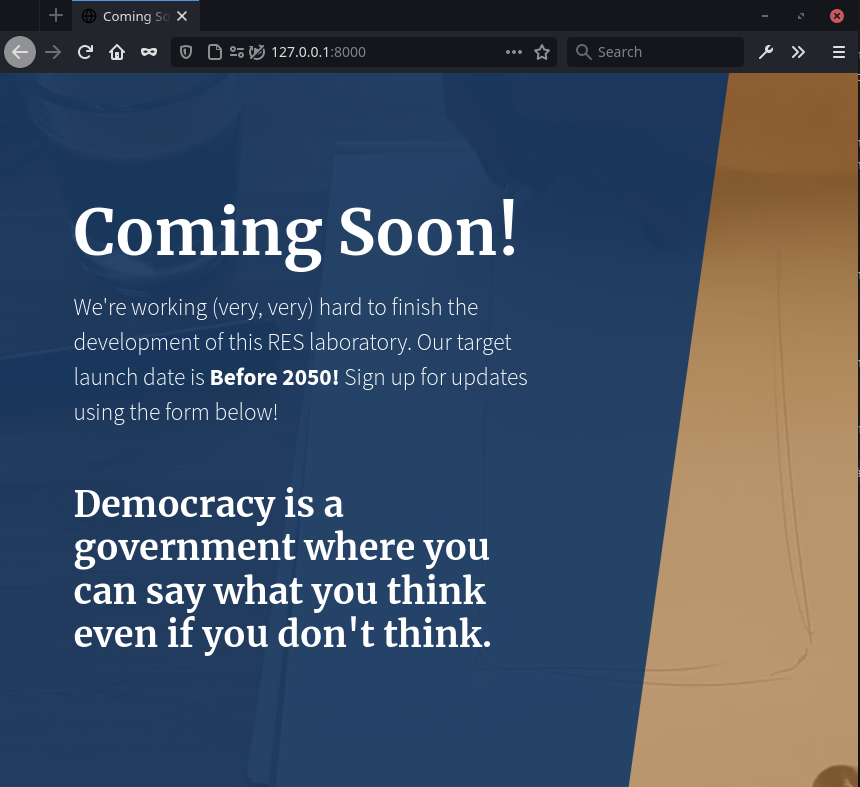 Coming So
127.0.0.1:8000
Search
Coming Soon!
We're working (very, very) hard to finish the
development of this RES laboratory. Our target
launch date is Before 2050! Sign up for updates
using the form below!
Democracy is a
government where you
can say what you think
even if you don't think.